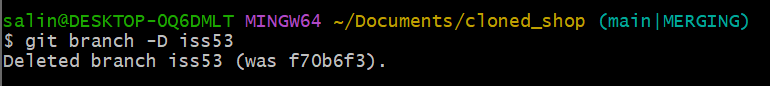 salin@DESKTOP-OQ6DMLT MINGW64 ~/Documents/cloned_shop (main|MERGING)
$ git branch -D iss53
Deleted branch iss53 (was f70b6f3).